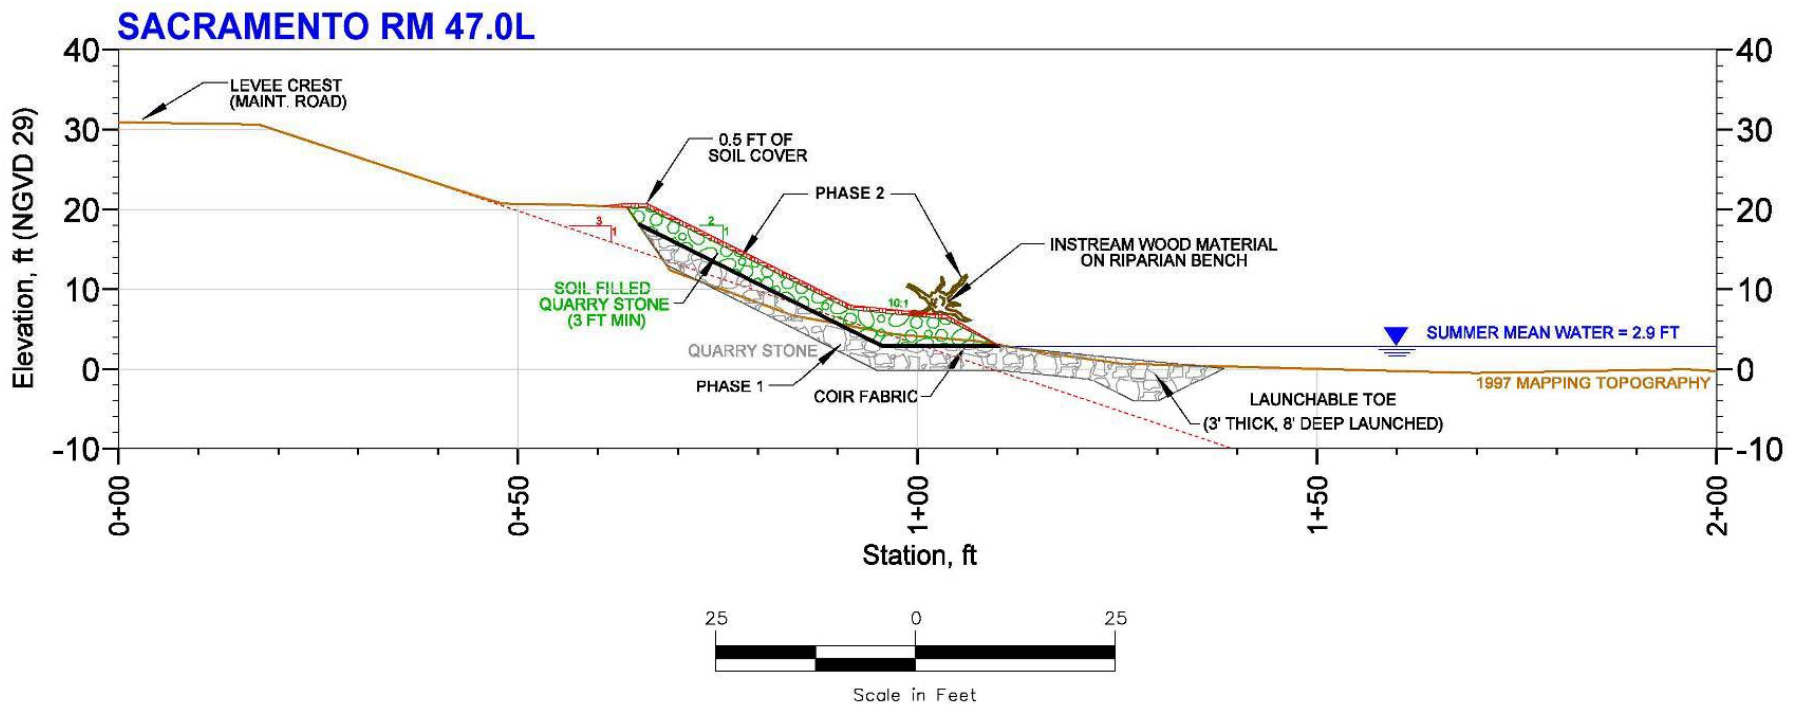 SACRAMENTO RM 47.0L
40
30
20
10
0
-10
Elevation, ft (NGVD 29)
LEVEE CREST
(MAINT. ROAD)
0.5 FT OF
SOIL COVER
PHASE 2
3
1
2
1
INSTREAM WOOD MATERIAL
ON RIPARIAN BENCH
SOIL FILLED
QUARRY STONE
(3 FT MIN)
10:1
SUMMER MEAN WATER = 2.9 FT
QUARRY STONE
PHASE 1
COIR FABRIC
1997 MAPPING TOPOGRAPHY
LAUNCHABLE TOE
(3' THICK, 8' DEEP LAUNCHED)
40
30
20
10
0
-10
0+00
0+50
1+00
1+50
2+00
Station, ft
25
0
25
Scale in Feet